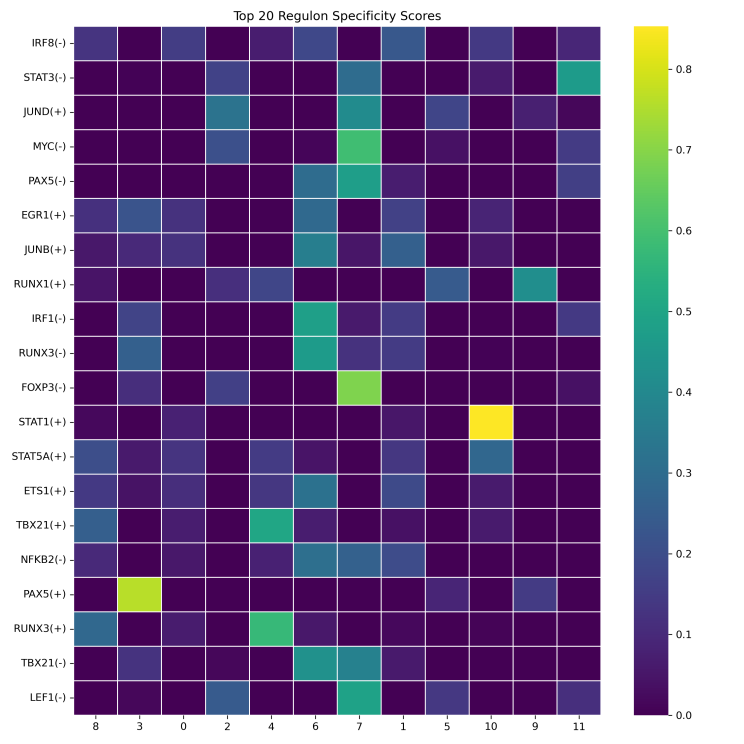 Top 20 Regulon Specificity Scores
IRF8(-)
STAT3(-)
JUND(+)
MYC(-)
PAX5(-)
EGR1(+)
JUNB(+)
RUNX1(+)
IRF1(-)
RUNX3(-)
FOXP3(-)
STAT1(+)
STAT5A(+)
ETS1(+)
TBX21(+)
NFKB2(-)
PAX5(+)
RUNX3(+)
TBX21(-)
LEF1(-)
8 3 0 2 4 6 7 1 5 10 9 11
0.8
0.7
0.6
0.5
0.4
0.3
0.2
0.1
0.0